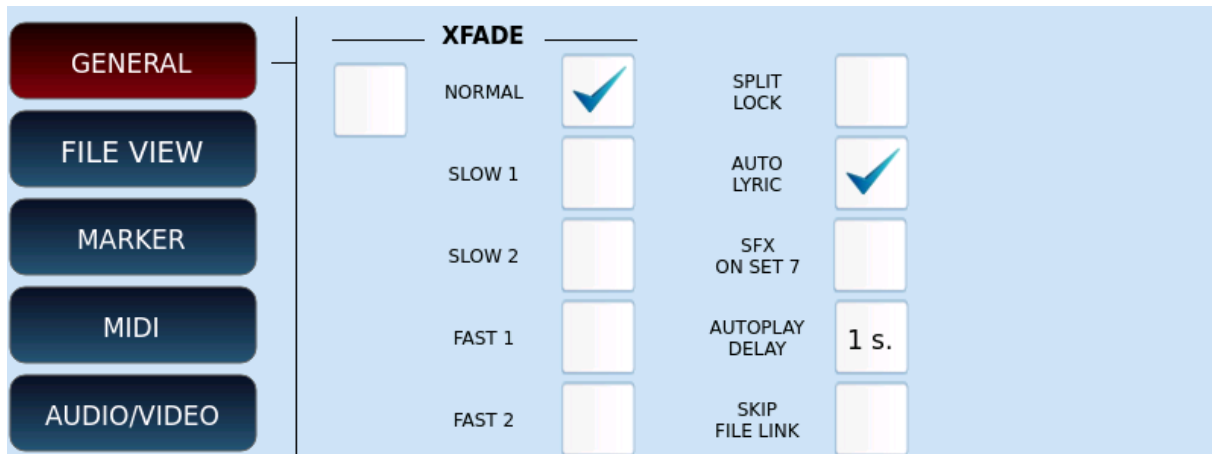 GENERAL
FILE VIEW
MARKER
MIDI
AUDIO/VIDEO
XFADE
NORMAL
SLOW 1
SLOW 2
FAST 1
FAST 2
SPLIT
LOCK
AUTO
LYRIC
SFX
ON SET 7
AUTOPLAY
DELAY
1 s.
SKIP
FILE LINK